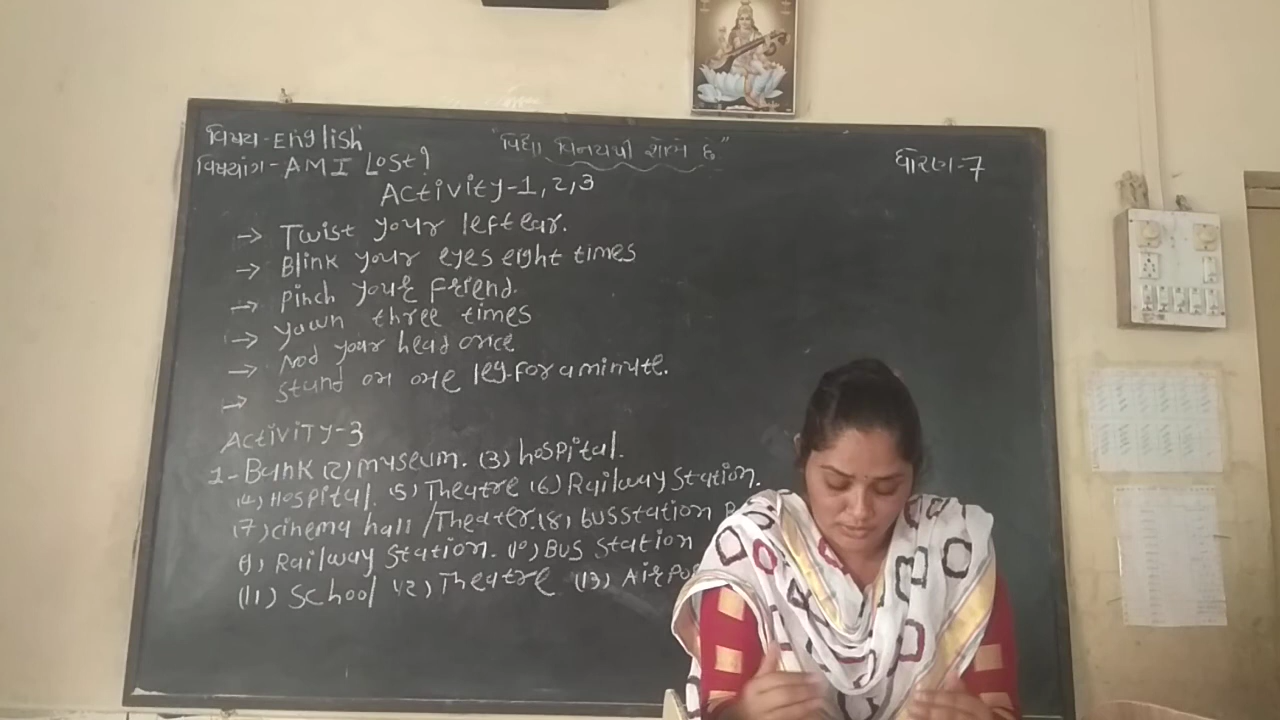 વિષય-English
"વિદ્યા વિનયથી શોભે છે"
ધોરણ-7
વિષયાંગ-AMI Lost?
Activity-1,2,3
→ Twist your left ear.
→ Blink your eyes eight times
→ Pinch your friend.
→ yawn three times
→ Nod your head once
→ Stand on one leg for a minute.
Activity-3
1-Bank (2) museum. (3) hospital.
(4) Hospital. 5) Theatre (6) Railway Station.
(7) cinema hall /Theater. (8) bus station
9) Railway Station. 10) Bus Station
(11) School 12) Theatre (13)